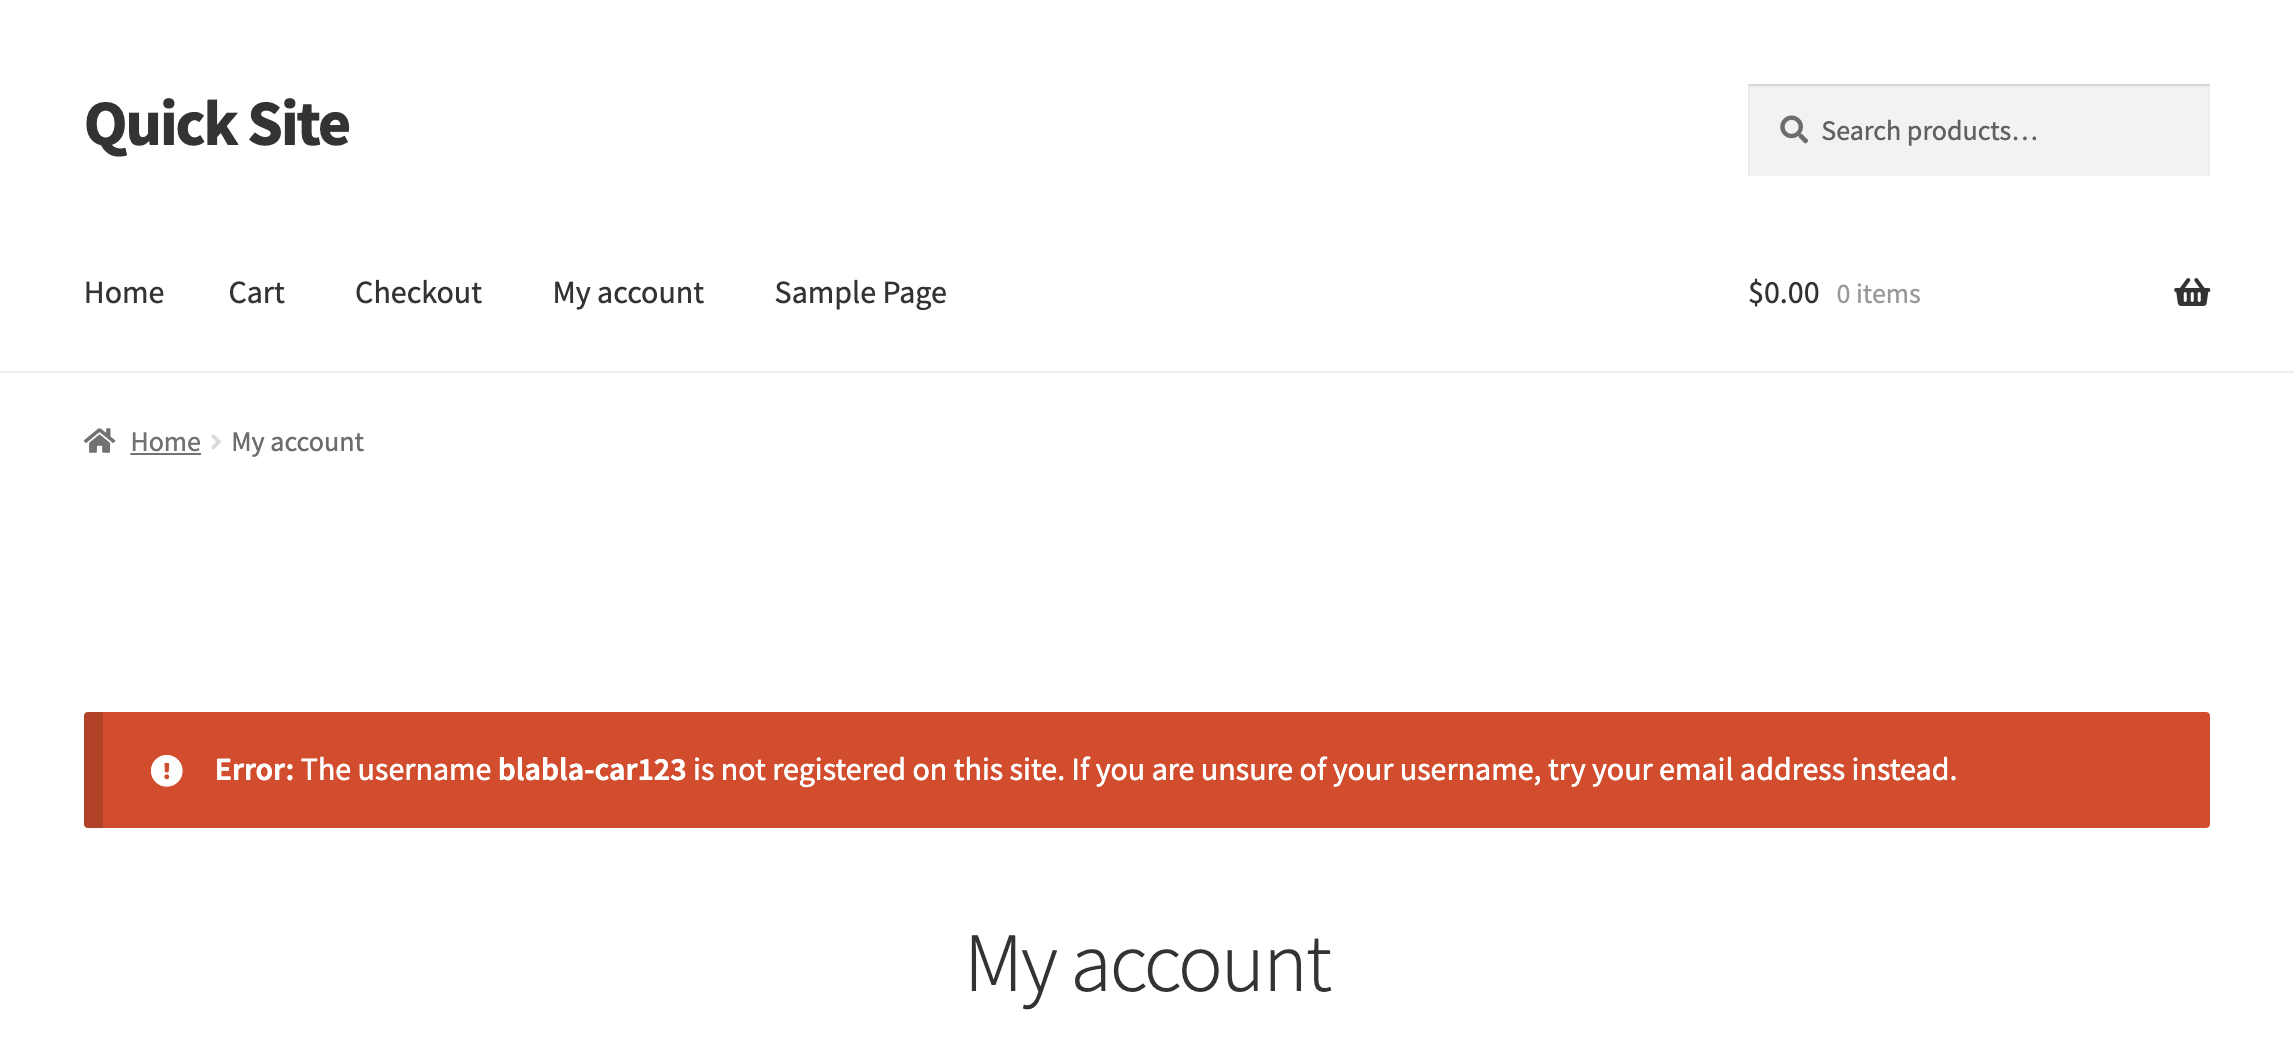 Quick Site
Search products…
Home Cart Checkout My account Sample Page $0.00 0 items
Home My account
Error: The username blabla-car123 is not registered on this site. If you are unsure of your username, try your email address instead.
My account